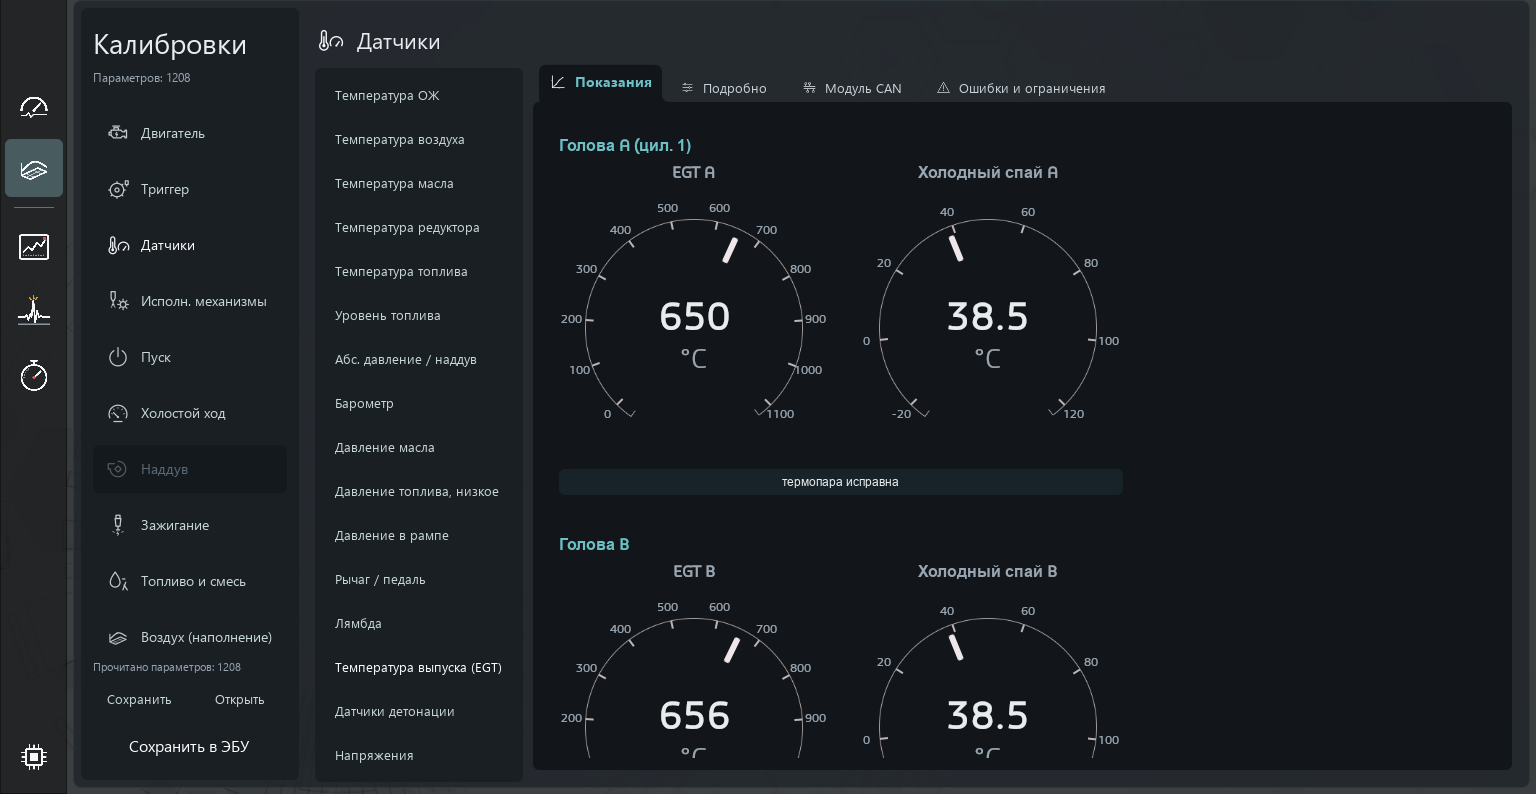 Калибровки
Параметров: 1208
Двигатель
Триггер
Датчики
Исполн. механизмы
Пуск
Холостой ход
Наддув
Зажигание
Топливо и смесь
Воздух (наполнение)
Прочитано параметров: 1208
Сохранить
Открыть
Сохранить в ЭБУ
Датчики
Температура ОЖ
Температура воздуха
Температура масла
Температура редуктора
Температура топлива
Уровень топлива
Абс. давление / наддув
Барометр
Давление масла
Давление топлива, низкое
Давление в рампе
Рычаг / педаль
Лямбда
Температура выпуска (EGT)
Датчики детонации
Напряжения
Показания
Подробно
Модуль CAN
Ошибки и ограничения
Голова A (цил. 1)
EGT A
0
100
200
300
400
500
600
700
800
900
1000
1100
650
°C
Холодный спай A
-20
0
20
40
60
80
100
120
38.5
°C
термопара исправна
Голова B
EGT B
200
300
400
500
600
700
800
900
656
°C
Холодный спай B
0
20
40
60
80
100
38.5
°C